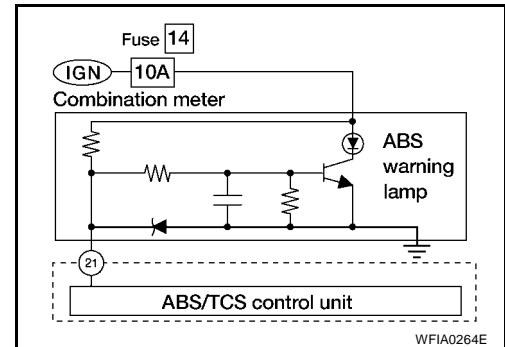 Fuse 14
IGN 10A
Combination meter
ABS
warning
lamp
21
ABS/TCS control unit
WFIA0264E